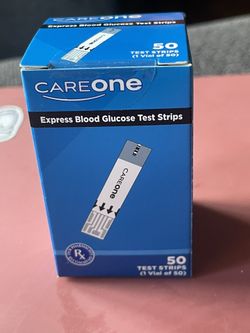 CAREONE
50
TEST STRIPS
(1 Vial of 50)
Express Blood Glucose Test Strips
CAREONE
Rx
50
TEST STRIPS
(1 Vial of 50)